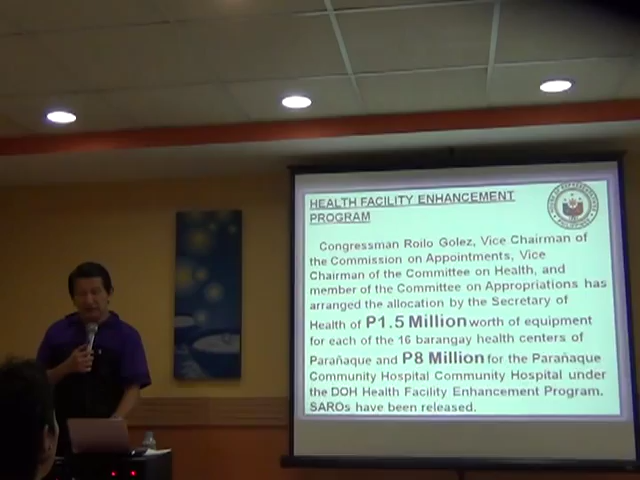 HEALTH FACILITY ENHANCEMENT
PROGRAM
Congressman Roilo Golez, Vice Chairman of
the Commission on Appointments, Vice
Chairman of the Committee on Health, and
member of the Committee on Appropriations has
arranged the allocation by the Secretary of
Health of P1.5 Million worth of equipment
for each of the 16 barangay health centers of
Parañaque and P8 Million for the Parañaque
Community Hospital Community Hospital under
the DOH Health Facility Enhancement Program.
SAROs have been released.